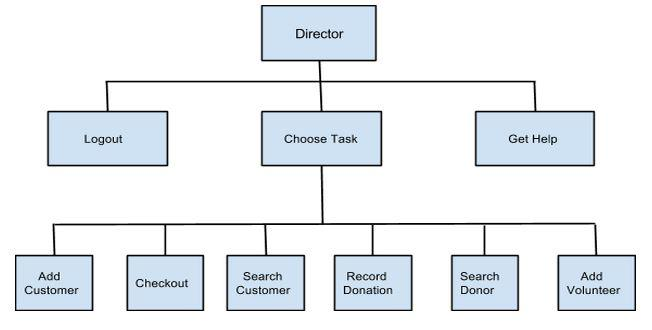 Director
Logout
Choose Task
Get Help
Add
Customer
Checkout
Search
Customer
Record
Donation
Search
Donor
Add
Volunteer